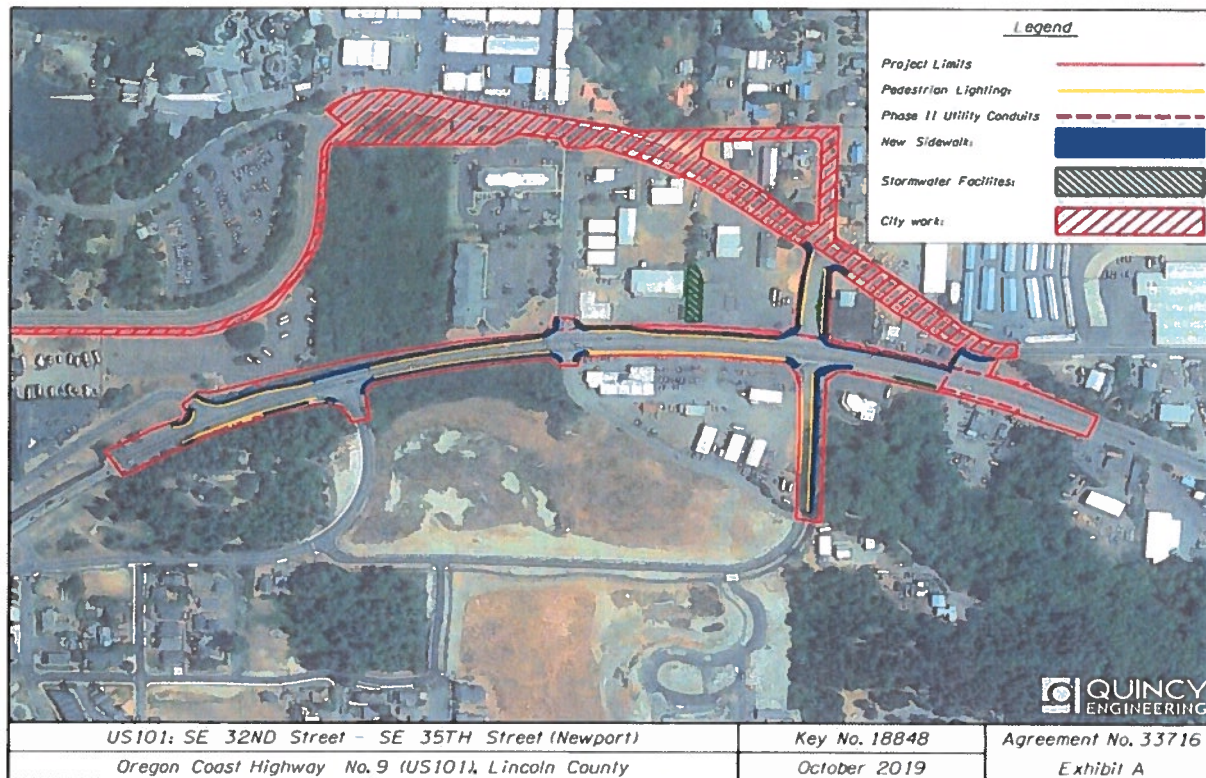 Legend
Project Limits
Pedestrian Lighting:
Phase II Utility Conduits
New Sidewalk:
Stormwater Facilites:
City work:
N
QUINCY
ENGINEERING
US101: SE 32ND Street - SE 35TH Street (Newport)
Key No. 18848
Agreement No. 33716
Oregon Coast Highway No. 9 (US101), Lincoln County
October 2019
Exhibit A